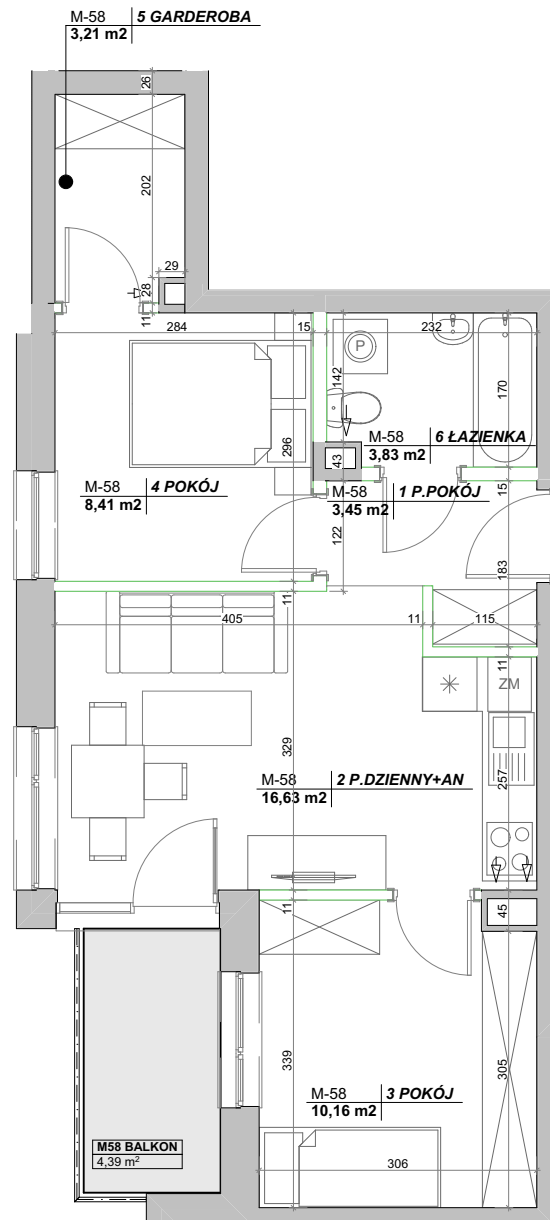 M-58 5 GARDEROBA
3,21 m2
26
202
29
28
11
284
15
232
P
142
170
296
M-58 6 ŁAZIENKA
3,83 m2
43
M-58 4 POKÓJ
8,41 m2
M-58 1 P.POKÓJ
3,45 m2
15
122
183
11
405
11
115
11
ZM
329
M-58 2 P.DZIENNY+AN
16,63 m2
257
11
45
339
305
M-58 3 POKÓJ
10,16 m2
M58 BALKON
4,39 m²
306